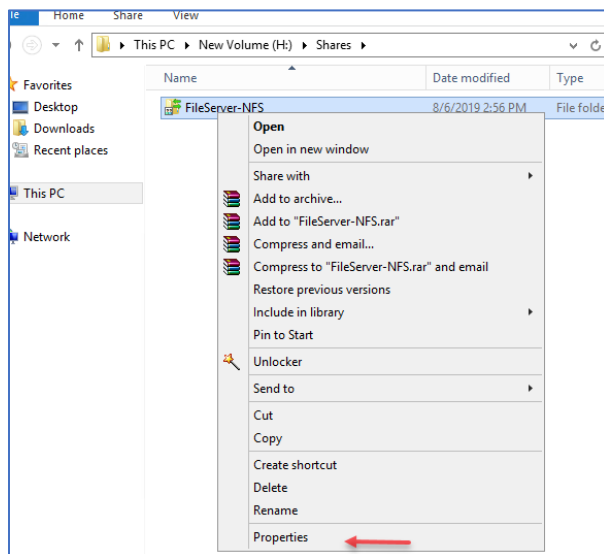 Home Share View
This PC New Volume (H:) Shares
Favorites
Desktop
Downloads
Recent places
This PC
Network
Name Date modified Type
FileServer-NFS 8/6/2019 2:56 PM File folde
Open
Open in new window
Share with
Add to archive...
Add to "FileServer-NFS.rar"
Compress and email...
Compress to "FileServer-NFS.rar" and email
Restore previous versions
Include in library
Pin to Start
Unlocker
Send to
Cut
Copy
Create shortcut
Delete
Rename
Properties